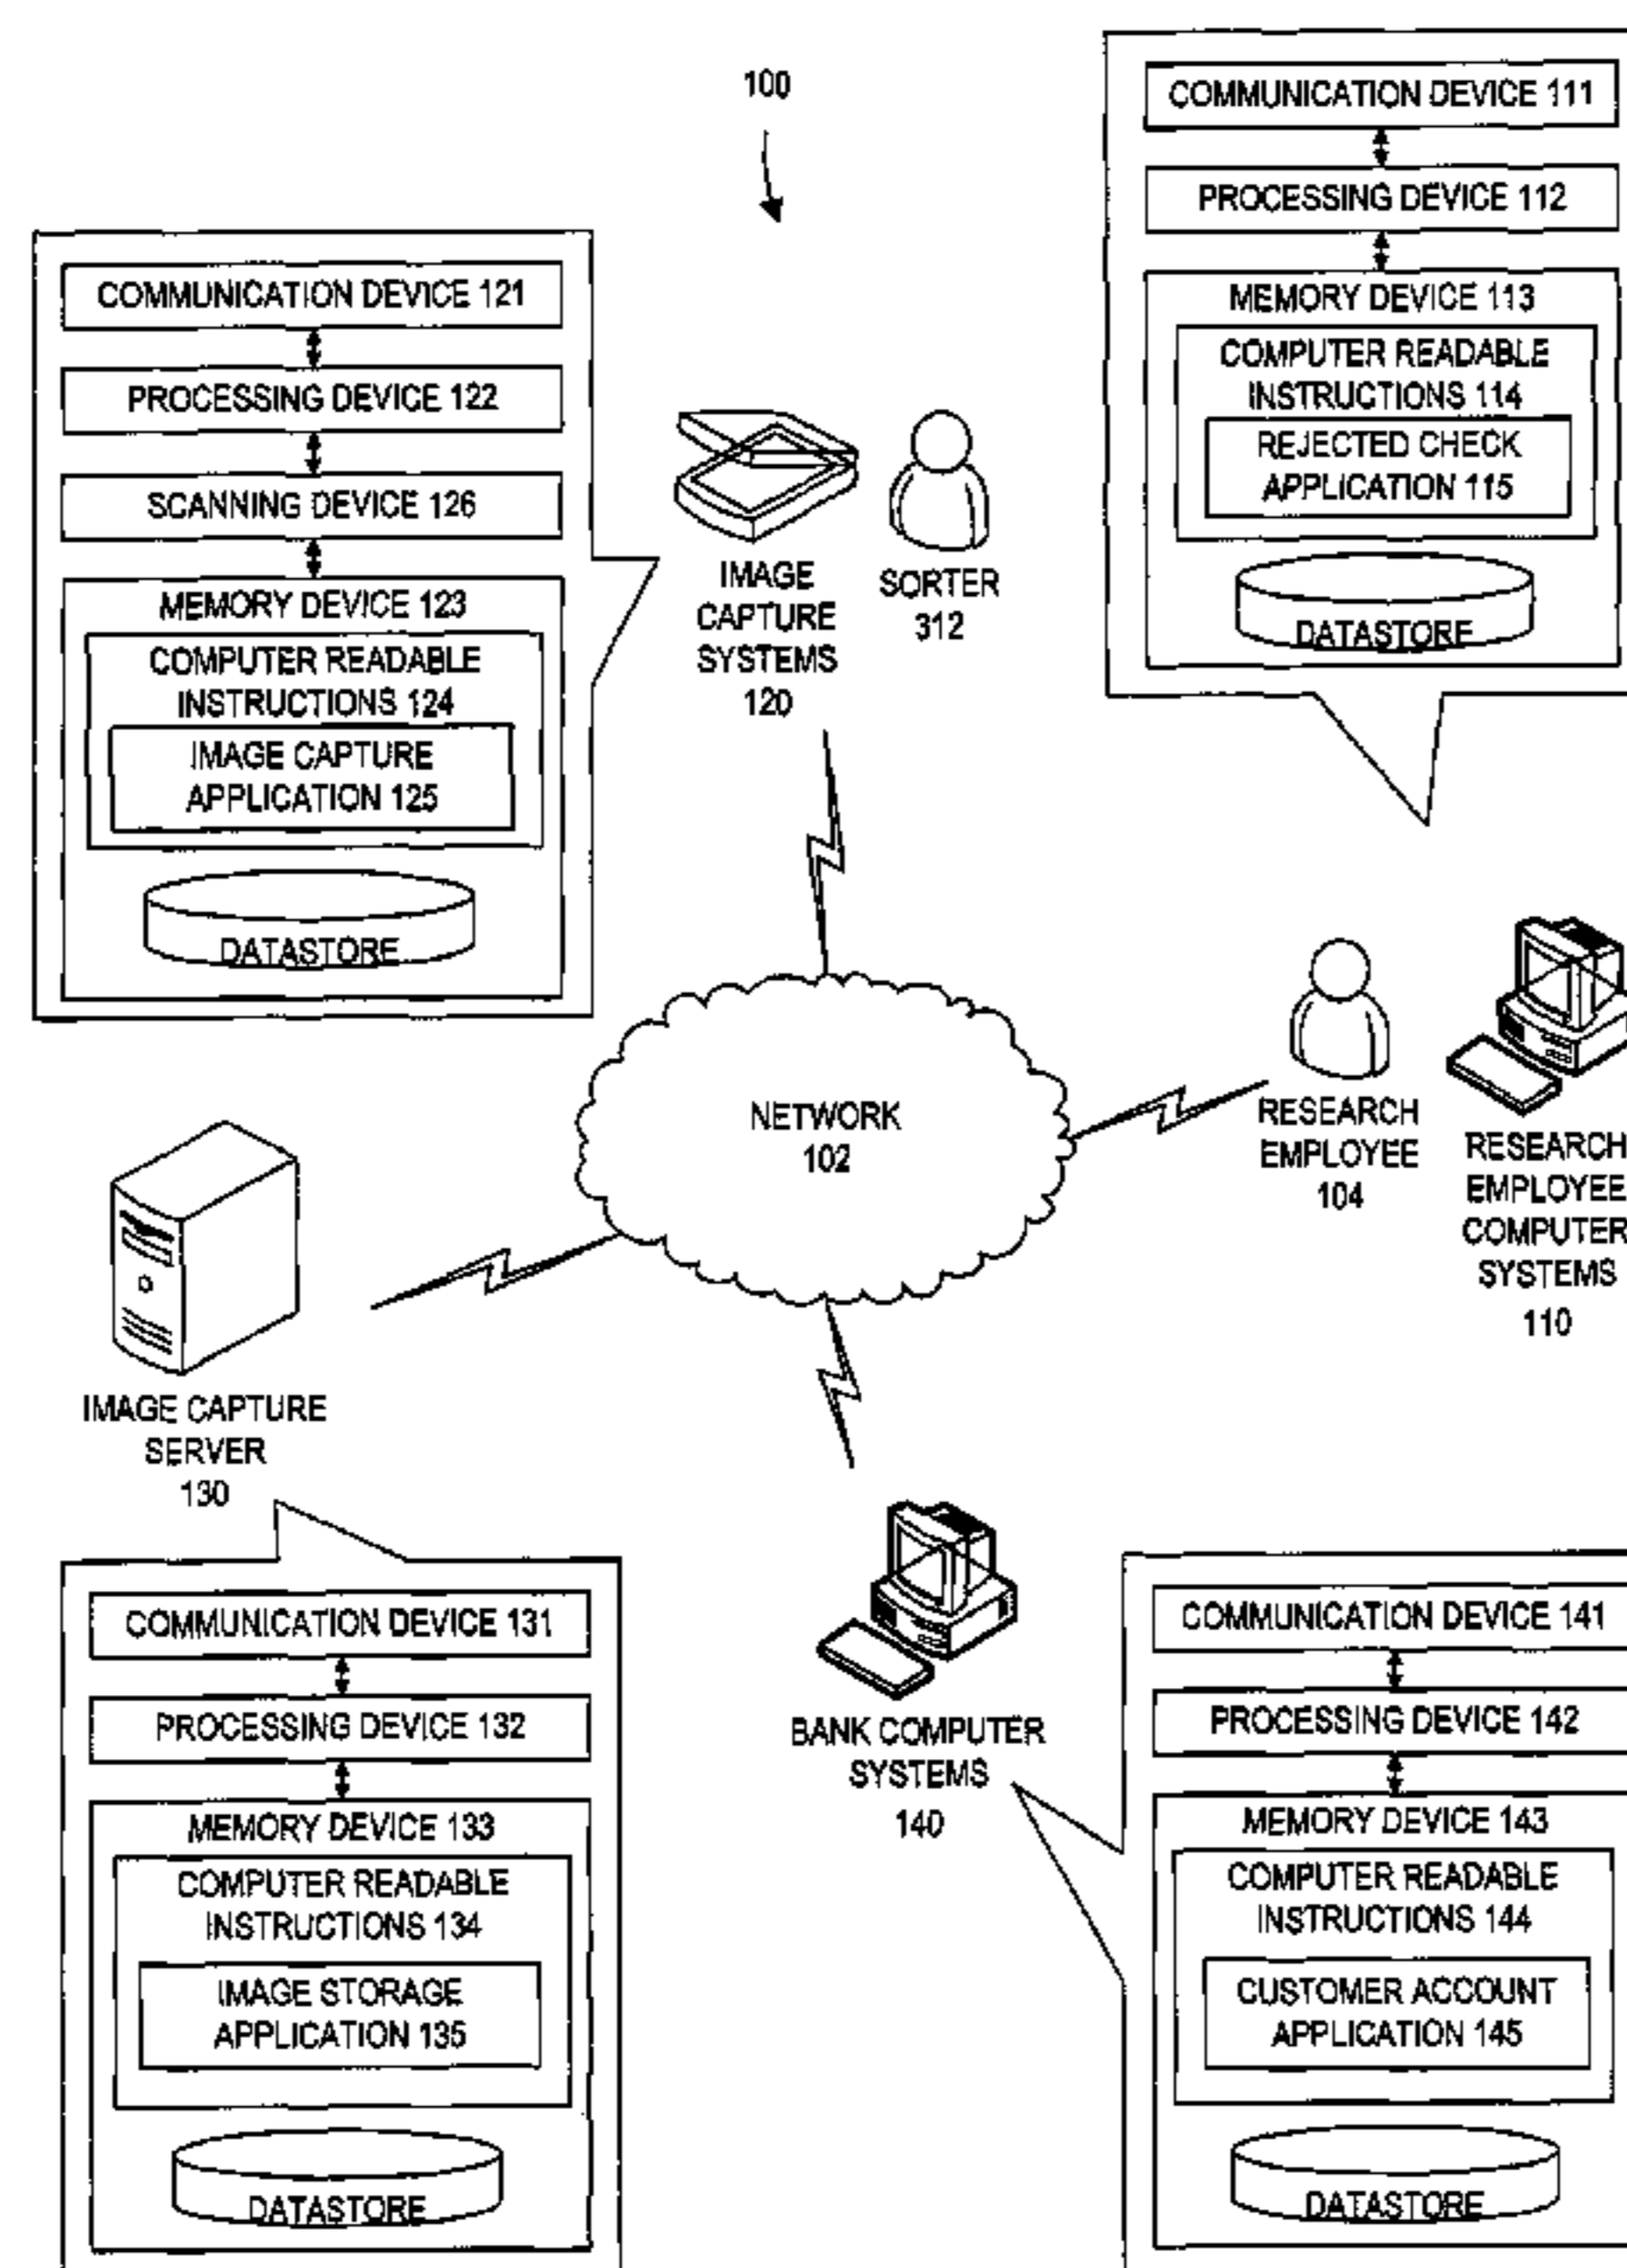 100
COMMUNICATION DEVICE 111
PROCESSING DEVICE 112
MEMORY DEVICE 113
COMPUTER READABLE
INSTRUCTIONS 114
REJECTED CHECK
APPLICATION 115
DATASTORE
COMMUNICATION DEVICE 121
PROCESSING DEVICE 122
SCANNING DEVICE 126
MEMORY DEVICE 123
COMPUTER READABLE
INSTRUCTIONS 124
IMAGE CAPTURE
APPLICATION 125
DATASTORE
IMAGE
CAPTURE
SYSTEMS
120
SORTER
312
NETWORK
102
RESEARCH
EMPLOYEE
104
RESEARCH
EMPLOYEE
COMPUTER
SYSTEMS
110
IMAGE CAPTURE
SERVER
130
COMMUNICATION DEVICE 131
PROCESSING DEVICE 132
MEMORY DEVICE 133
COMPUTER READABLE
INSTRUCTIONS 134
IMAGE STORAGE
APPLICATION 135
DATASTORE
BANK COMPUTER
SYSTEMS
140
COMMUNICATION DEVICE 141
PROCESSING DEVICE 142
MEMORY DEVICE 143
COMPUTER READABLE
INSTRUCTIONS 144
CUSTOMER ACCOUNT
APPLICATION 145
DATASTORE